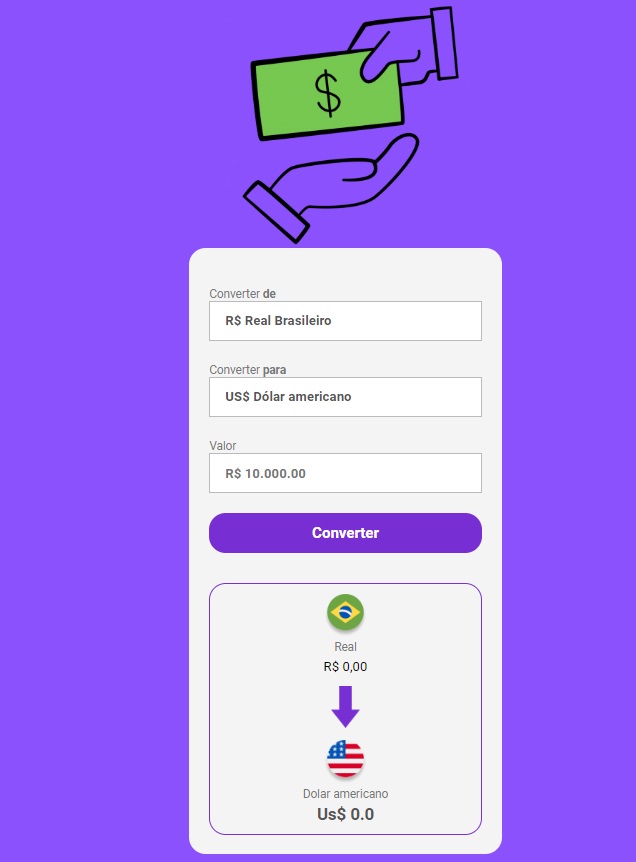 $
Converter de
R$ Real Brasileiro
Converter para
US$ Dólar americano
Valor
R$ 10.000.00
Converter
Real
R$ 0,00
Dolar americano
Us$ 0.0